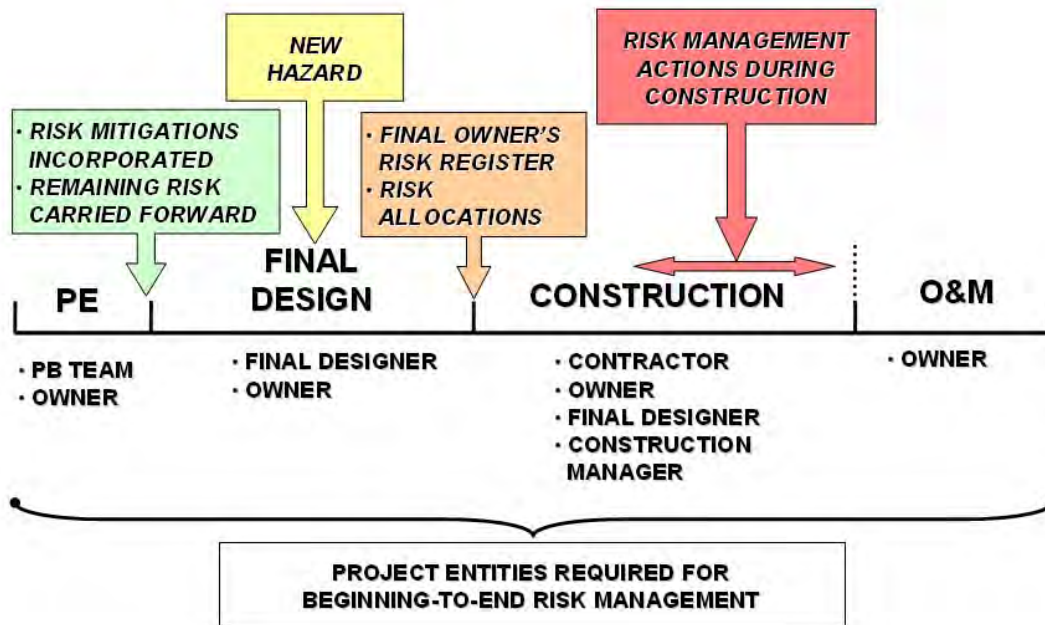 NEW
HAZARD
RISK MANAGEMENT
ACTIONS DURING
CONSTRUCTION
· RISK MITIGATIONS
INCORPORATED
· REMAINING RISK
CARRIED FORWARD
· FINAL OWNER'S
RISK REGISTER
· RISK
ALLOCATIONS
PE
FINAL
DESIGN
CONSTRUCTION
O&M
· PB TEAM
· OWNER
· FINAL DESIGNER
· OWNER
· CONTRACTOR
· OWNER
· FINAL DESIGNER
· CONSTRUCTION
MANAGER
· OWNER
PROJECT ENTITIES REQUIRED FOR
BEGINNING-TO-END RISK MANAGEMENT